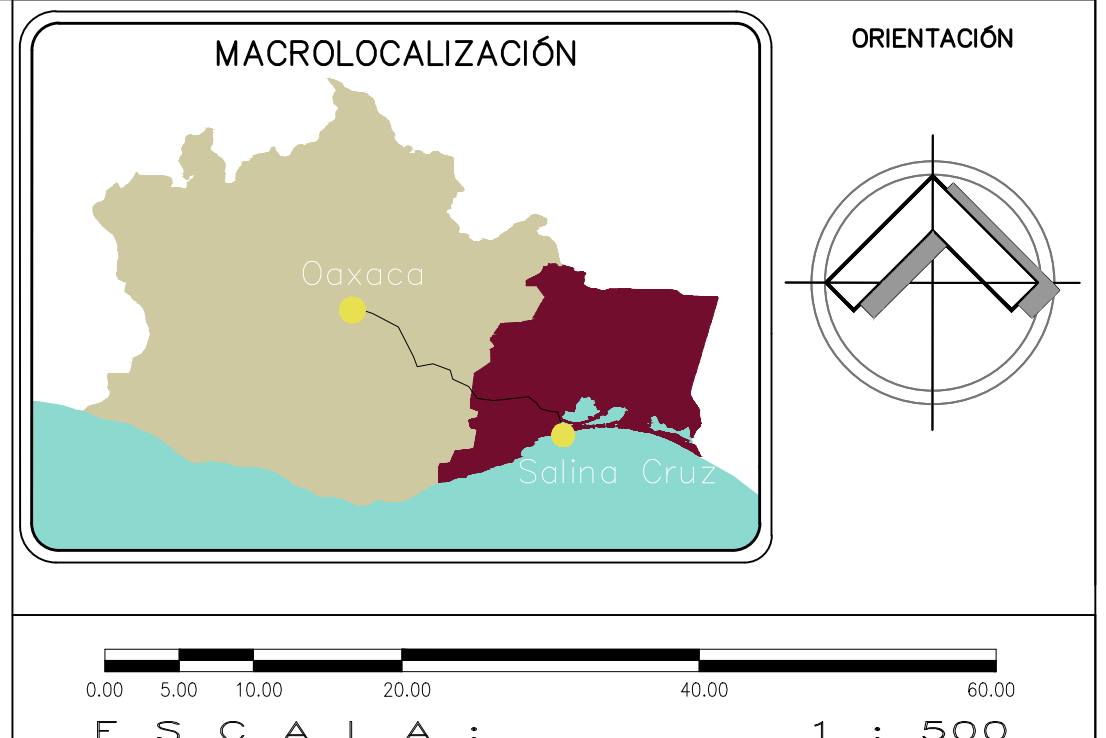 MACROLOCALIZACIÓN
ORIENTACIÓN
Oaxaca
Salina Cruz
0.00 5.00 10.00 20.00 40.00 60.00
ESCALA: 1 : 500